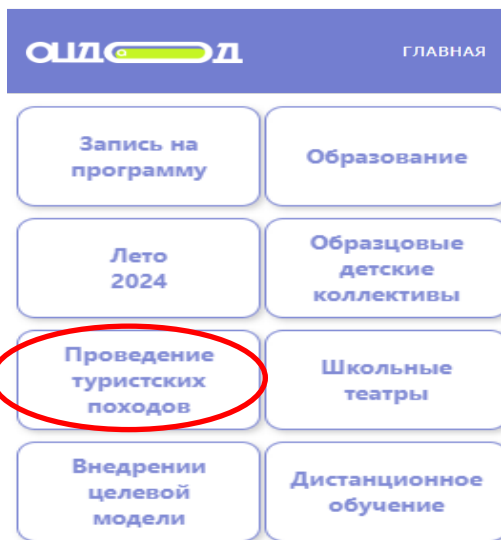 ОЦДОД
ГЛАВНАЯ
Запись на
программу
Образование
Лето
2024
Образцовые
детские
коллективы
Проведение
туристских
походов
Школьные
театры
Внедрении
целевой
модели
Дистанционное
обучение